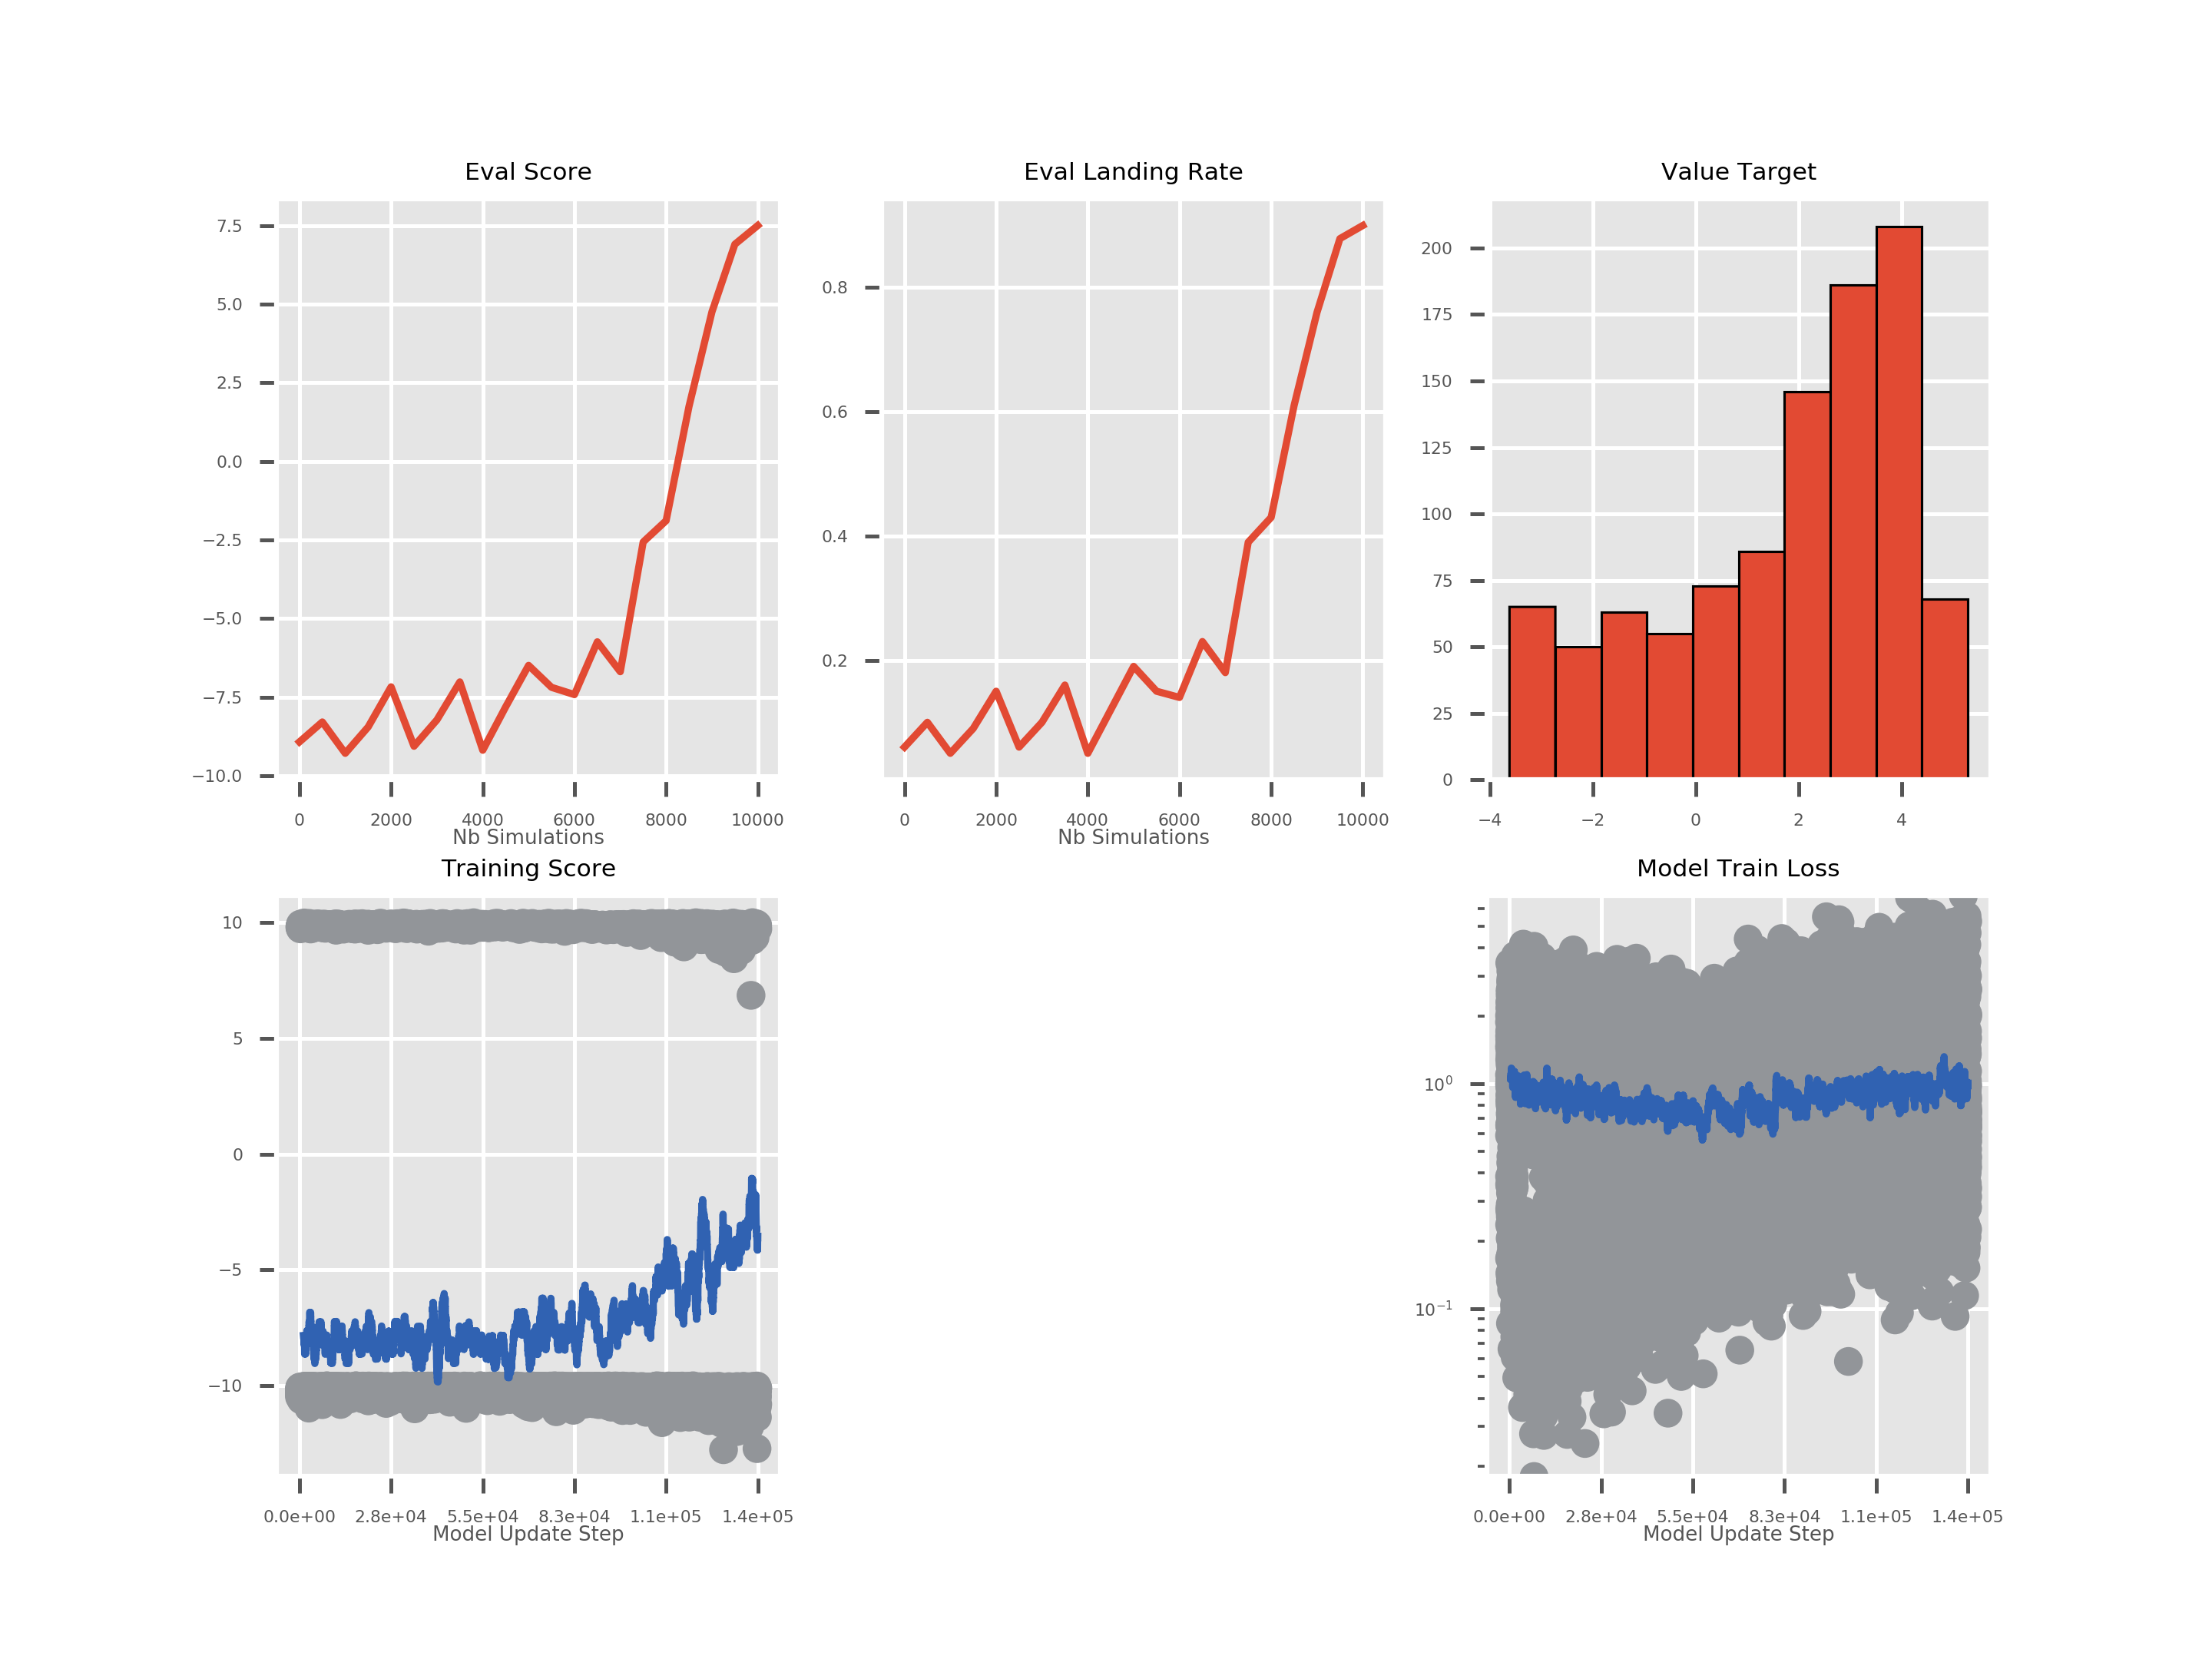 Eval Score
7.5
5.0
2.5
0.0
−2.5
−5.0
−7.5
−10.0
0 2000 4000 6000 8000 10000
Nb Simulations
Eval Landing Rate
0.8
0.6
0.4
0.2
0 2000 4000 6000 8000 10000
Nb Simulations
Value Target
200
175
150
125
100
75
50
25
0
−4 −2 0 2 4
Training Score
10
5
0
−5
−10
0.0e+00 2.8e+04 5.5e+04 8.3e+04 1.1e+05 1.4e+05
Model Update Step
Model Train Loss
10⁰
10⁻¹
0.0e+00 2.8e+04 5.5e+04 8.3e+04 1.1e+05 1.4e+05
Model Update Step